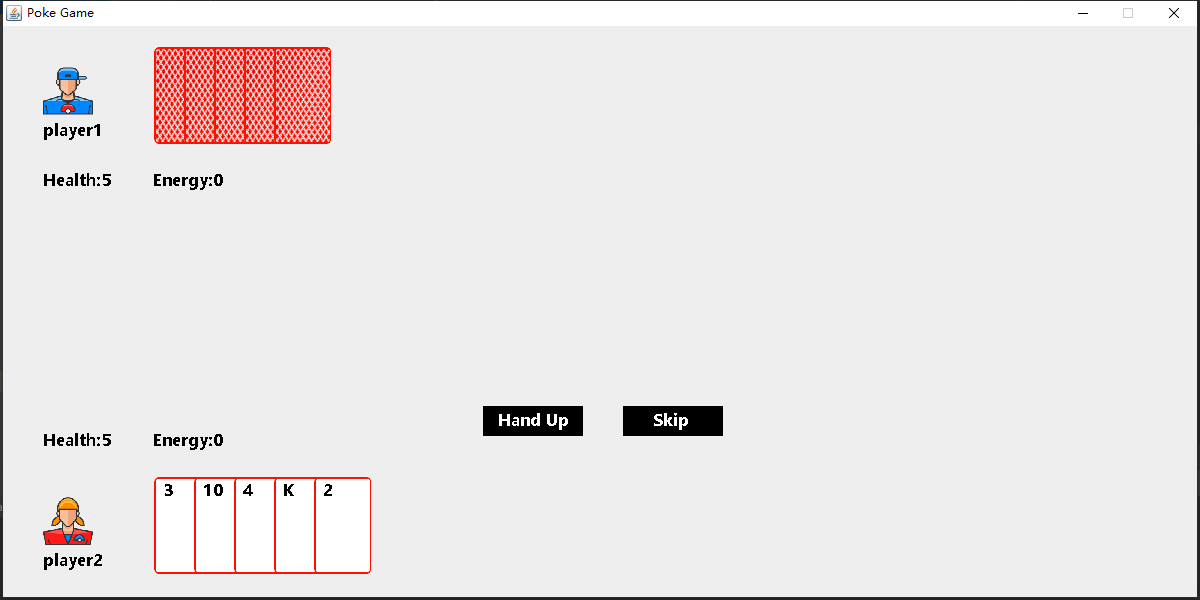 Poke Game
player1
Health:5 Energy:0
Hand Up Skip
Health:5 Energy:0
3 10 4 K 2
player2